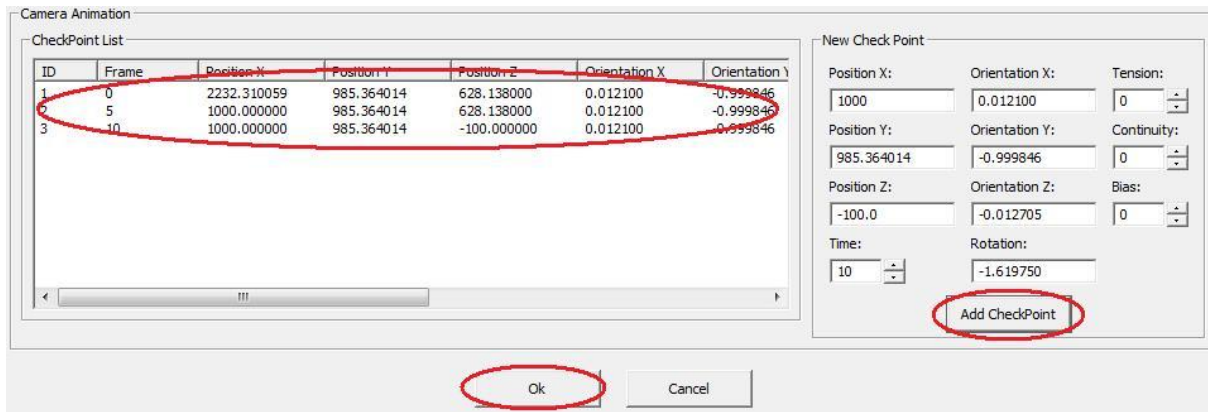 Camera Animation
CheckPoint List
ID Frame Position X Position Y Position Z Orientation X Orientation Y
1 0 2232.310059 985.364014 628.138000 0.012100 -0.999846
2 5 1000.000000 985.364014 628.138000 0.012100 -0.999846
3 10 1000.000000 985.364014 -100.000000 0.012100 -0.999846
New Check Point
Position X: Orientation X: Tension:
1000 0.012100 0
Position Y: Orientation Y: Continuity:
985.364014 -0.999846 0
Position Z: Orientation Z: Bias:
-100.0 -0.012705 0
Time: Rotation:
10 -1.619750
Add CheckPoint
Ok Cancel